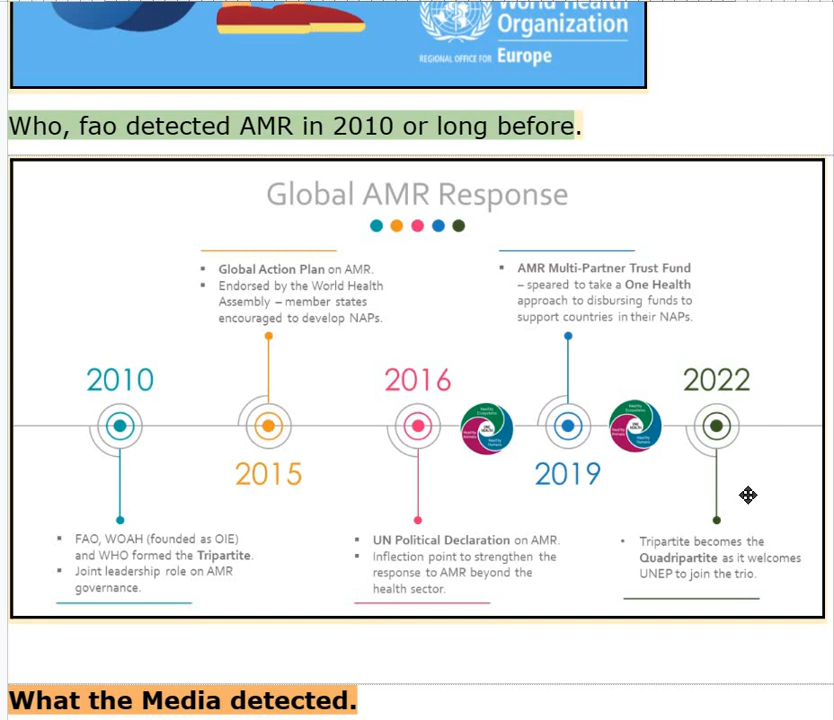 World Health
Organization
REGIONAL OFFICE FOR Europe
Who, fao detected AMR in 2010 or long before.
Global AMR Response
▪ Global Action Plan on AMR.
▪ Endorsed by the World Health
Assembly – member states
encouraged to develop NAPs.
▪ AMR Multi-Partner Trust Fund
– speared to take a One Health
approach to disbursing funds to
support countries in their NAPs.
2010
2016
2022
2015
2019
▪ FAO, WOAH (founded as OIE)
and WHO formed the Tripartite.
▪ Joint leadership role on AMR
governance.
▪ UN Political Declaration on AMR.
▪ Inflection point to strengthen the
response to AMR beyond the
health sector.
• Tripartite becomes the
Quadripartite as it welcomes
UNEP to join the trio.
What the Media detected.